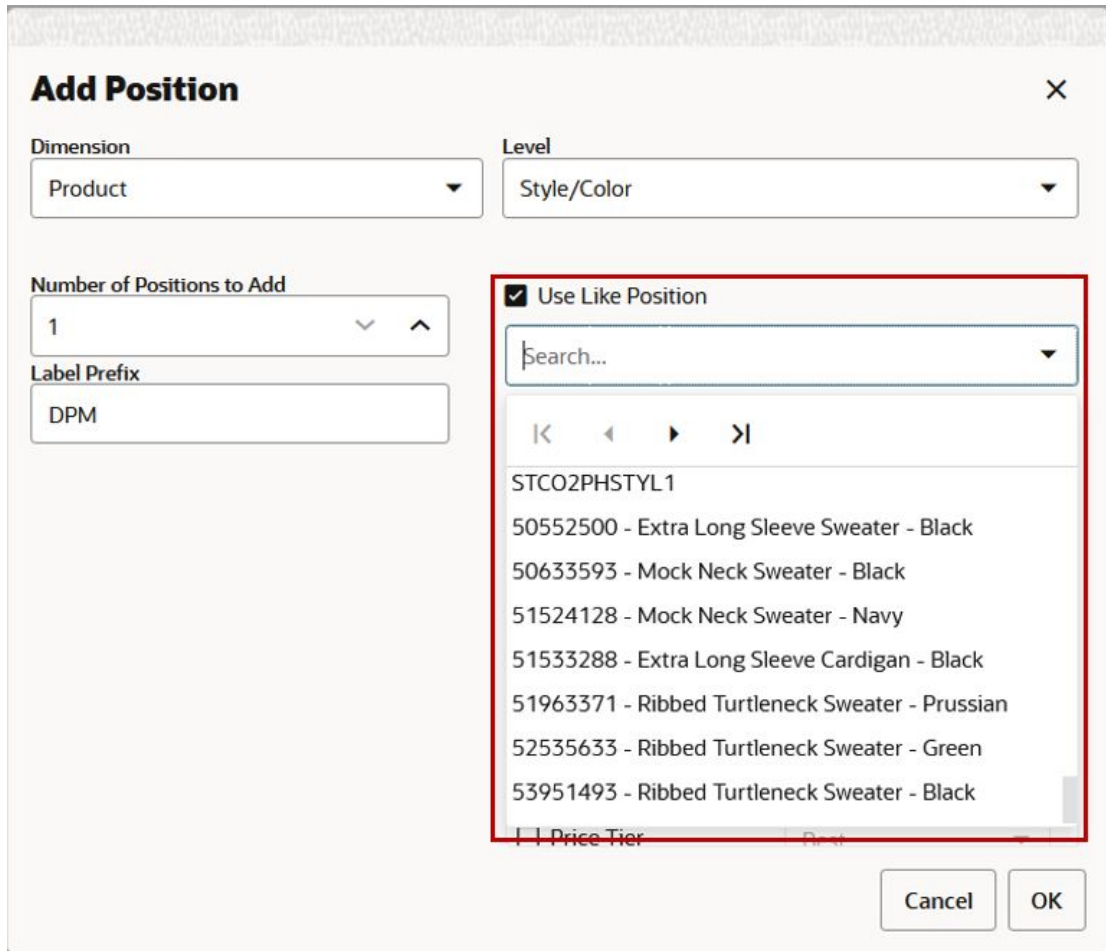 Add Position
Dimension
Level
Product
Style/Color
Number of Positions to Add
Use Like Position
1
Search...
Label Prefix
DPM
STCO2PHSTYL1
50552500 - Extra Long Sleeve Sweater - Black
50633593 - Mock Neck Sweater - Black
51524128 - Mock Neck Sweater - Navy
51533288 - Extra Long Sleeve Cardigan - Black
51963371 - Ribbed Turtleneck Sweater - Prussian
52535633 - Ribbed Turtleneck Sweater - Green
53951493 - Ribbed Turtleneck Sweater - Black
Price Tier
Best
Cancel
OK